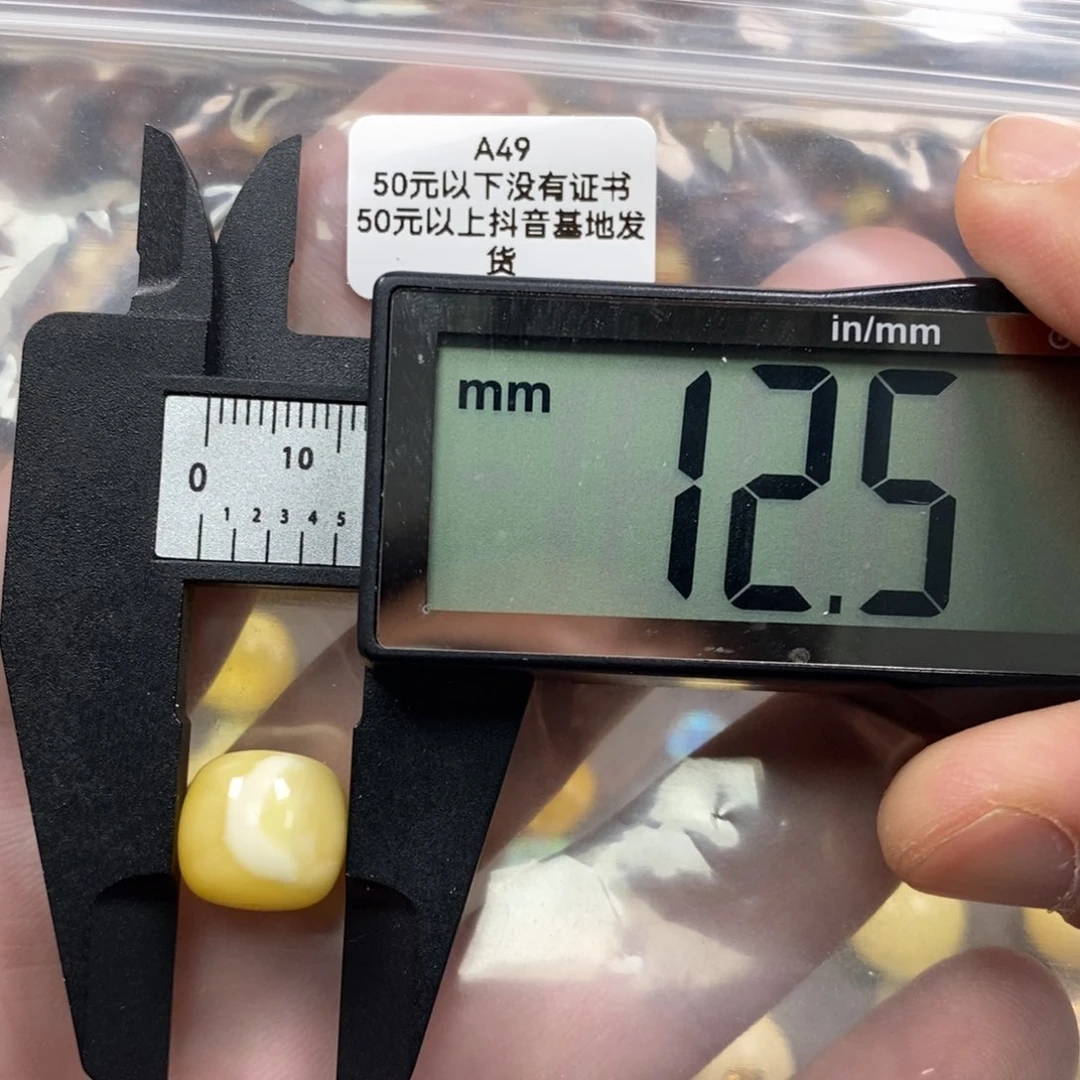 A49
50元以下没有证书
50元以上抖音基地发
货
in/mm
mm
12.5
0
10
1 2 3 4 5